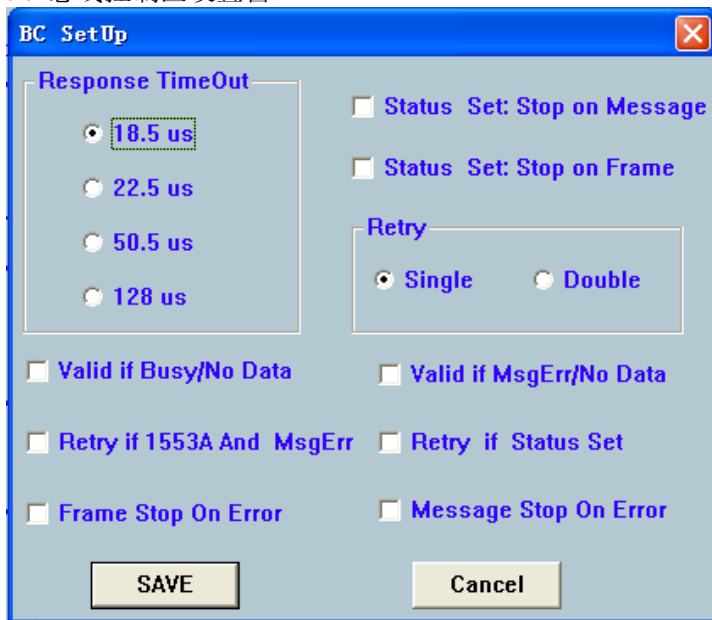 BC SetUp
Response TimeOut
18.5 us
22.5 us
50.5 us
128 us
Status Set: Stop on Message
Status Set: Stop on Frame
Retry
Single Double
Valid if Busy/No Data Valid if MsgErr/No Data
Retry if 1553A And MsgErr Retry if Status Set
Frame Stop On Error Message Stop On Error
SAVE Cancel